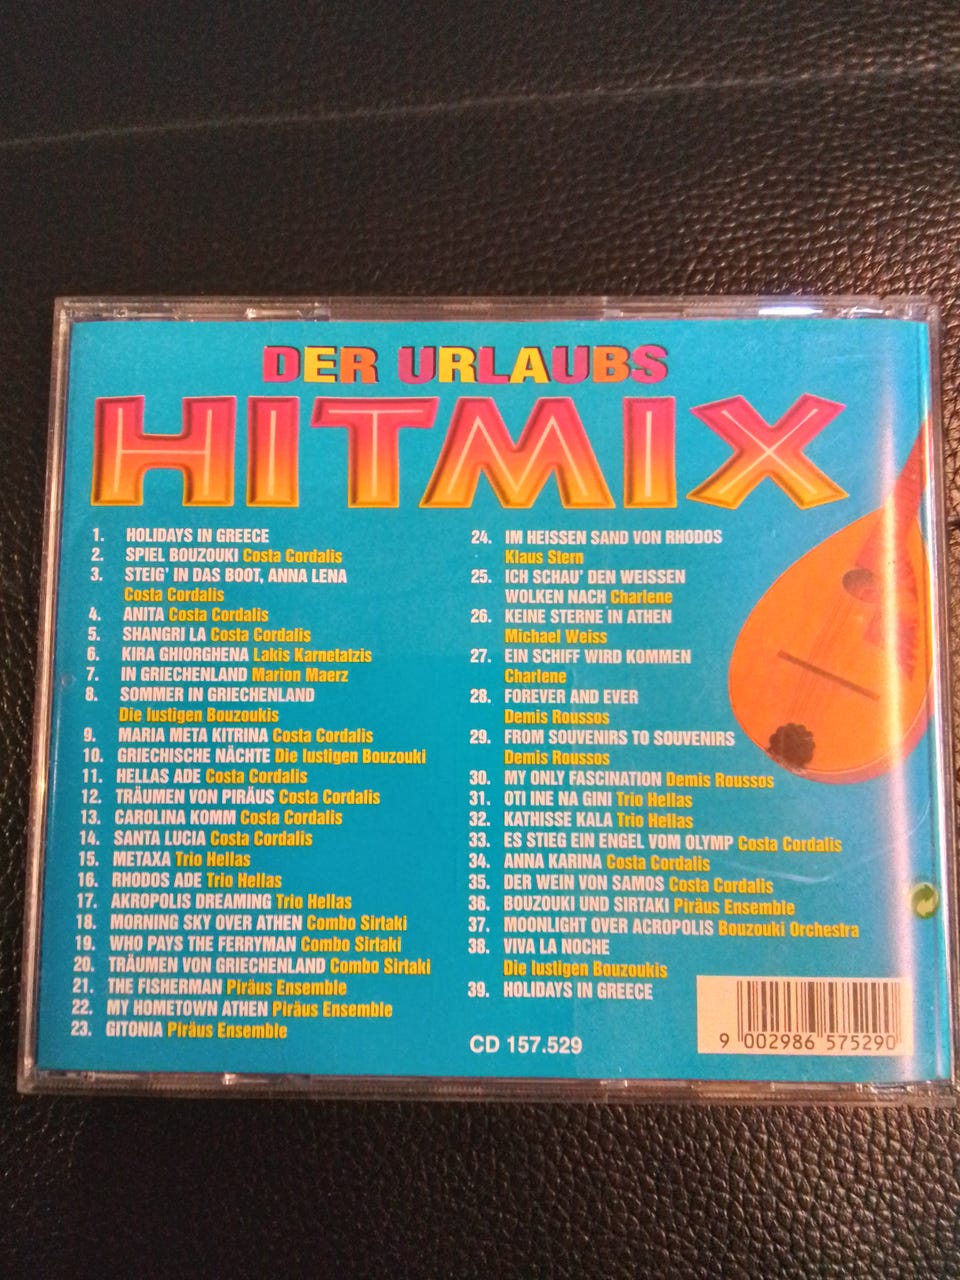 DER URLAUBS
HITMIX
1. HOLIDAYS IN GREECE
2. SPIEL BOUZOUKI Costa Cordalis
3. STEIG' IN DAS BOOT, ANNA LENA
Costa Cordalis
4. ANITA Costa Cordalis
5. SHANGRI LA Costa Cordalis
6. KIRA GHIORGHENA Lakis Karnetatzis
7. IN GRIECHENLAND Marion Maerz
8. SOMMER IN GRIECHENLAND
Die lustigen Bouzoukis
9. MARIA META KITRINA Costa Cordalis
10. GRIECHISCHE NÄCHTE Die lustigen Bouzouki
11. HELLAS ADE Costa Cordalis
12. TRÄUMEN VON PIRÄUS Costa Cordalis
13. CAROLINA KOMM Costa Cordalis
14. SANTA LUCIA Costa Cordalis
15. METAXA Trio Hellas
16. RHODOS ADE Trio Hellas
17. AKROPOLIS DREAMING Trio Hellas
18. MORNING SKY OVER ATHEN Combo Sirtaki
19. WHO PAYS THE FERRYMAN Combo Sirtaki
20. TRÄUMEN VON GRIECHENLAND Combo Sirtaki
21. THE FISHERMAN Piräus Ensemble
22. MY HOMETOWN ATHEN Piräus Ensemble
23. GITONIA Piräus Ensemble
24. IM HEISSEN SAND VON RHODOS
Klaus Stern
25. ICH SCHAU' DEN WEISSEN
WOLKEN NACH Charlene
26. KEINE STERNE IN ATHEN
Michael Weiss
27. EIN SCHIFF WIRD KOMMEN
Charlene
28. FOREVER AND EVER
Demis Roussos
29. FROM SOUVENIRS TO SOUVENIRS
Demis Roussos
30. MY ONLY FASCINATION Demis Roussos
31. OTI INE NA GINI Trio Hellas
32. KATHISSE KALA Trio Hellas
33. ES STIEG EIN ENGEL VOM OLYMP Costa Cordalis
34. ANNA KARINA Costa Cordalis
35. DER WEIN VON SAMOS Costa Cordalis
36. BOUZOUKI UND SIRTAKI Piräus Ensemble
37. MOONLIGHT OVER ACROPOLIS Bouzouki Orchestra
38. VIVA LA NOCHE
Die lustigen Bouzoukis
39. HOLIDAYS IN GREECE
CD 157.529
9 002986 575290